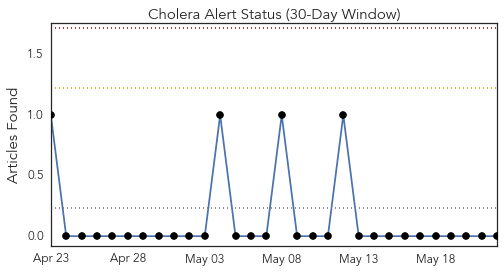 Cholera Alert Status (30-Day Window)
Articles Found
1.5
1.0
0.5
0.0
Apr 23 Apr 28 May 03 May 08 May 13 May 18